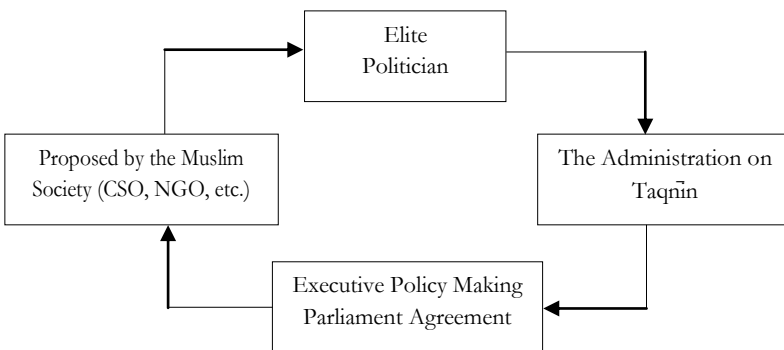 Elite
Politician
Proposed by the Muslim
Society (CSO, NGO, etc.)
The Administration on
Taqnīn
Executive Policy Making
Parliament Agreement